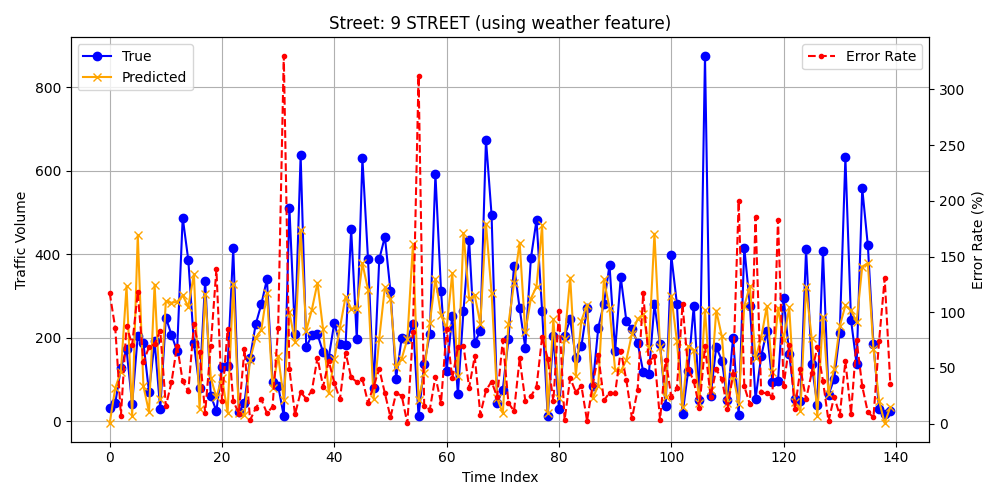 Street: 9 STREET (using weather feature)
True
Predicted
Error Rate
800
600
400
200
0
Traffic Volume
300
250
200
150
100
50
0
Error Rate (%)
0 20 40 60 80 100 120 140
Time Index